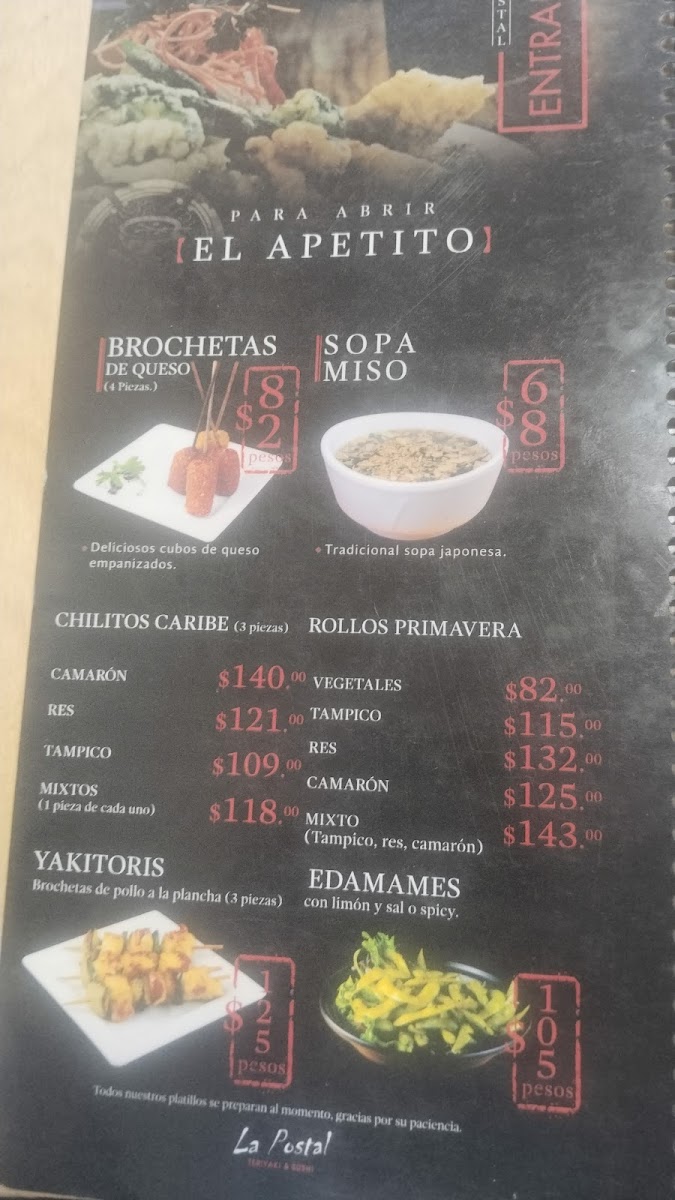 STAL
ENTRA
PARA ABRIR
[EL APETITO]
BROCHETAS
DE QUESO
(4 Piezas.)
$82
pesos
• Deliciosos cubos de queso
empanizados.
SOPA
MISO
$68
pesos
• Tradicional sopa japonesa.
CHILITOS CARIBE (3 piezas)
CAMARÓN $140.00
RES $121.00
TAMPICO $109.00
MIXTOS $118.00
(1 pieza de cada uno)
ROLLOS PRIMAVERA
VEGETALES $82.00
TAMPICO $115.00
RES $132.00
CAMARÓN $125.00
MIXTO $143.00
(Tampico, res, camarón)
YAKITORIS
Brochetas de pollo a la plancha (3 piezas)
$125
pesos
EDAMAMES
con limón y sal o spicy.
$105
pesos
Todos nuestros platillos se preparan al momento, gracias por su paciencia.
La Postal
TERIYAKI & SUSHI